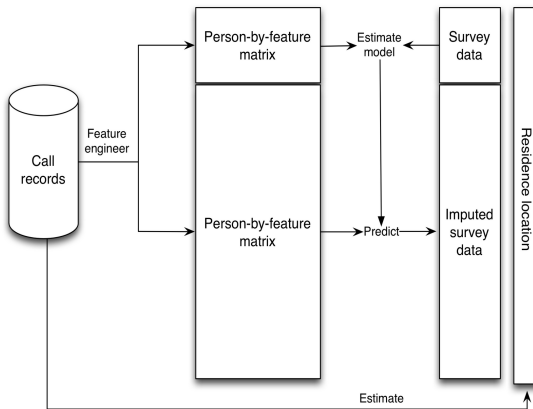 Person-by-feature
matrix
Estimate
model
Survey
data
Call
records
Feature
engineer
Person-by-feature
matrix
Predict
Imputed
survey
data
Residence location
Estimate